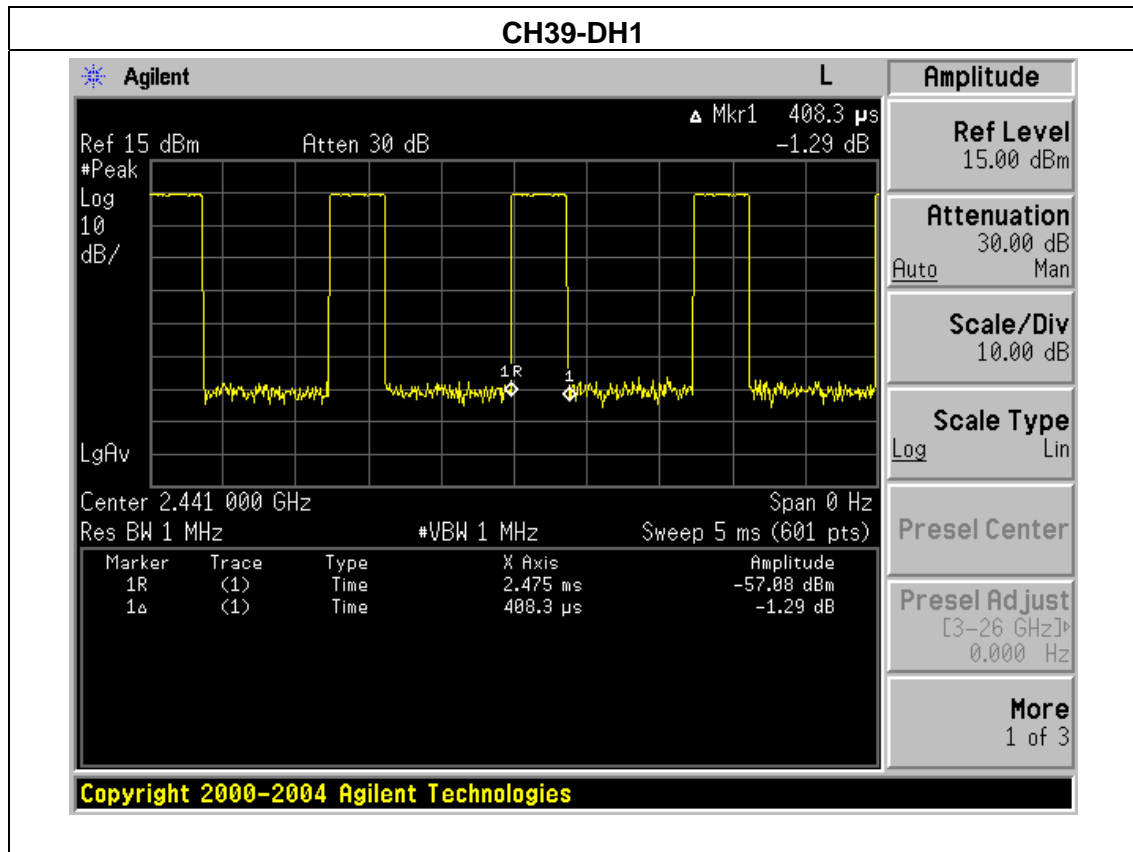 CH39-DH1
Agilent L
Δ Mkr1 408.3 µs
Ref 15 dBm Atten 30 dB -1.29 dB
#Peak
Log
10
dB/
1R 1
LgAv
Center 2.441 000 GHz Span 0 Hz
Res BW 1 MHz #VBW 1 MHz Sweep 5 ms (601 pts)
Marker Trace Type X Axis Amplitude
1R (1) Time 2.475 ms -57.08 dBm
1Δ (1) Time 408.3 µs -1.29 dB
Amplitude
Ref Level
15.00 dBm
Attenuation
30.00 dB
Auto Man
Scale/Div
10.00 dB
Scale Type
Log Lin
Presel Center
Presel Adjust
[3-26 GHz]▹
0.000 Hz
More
1 of 3
Copyright 2000-2004 Agilent Technologies